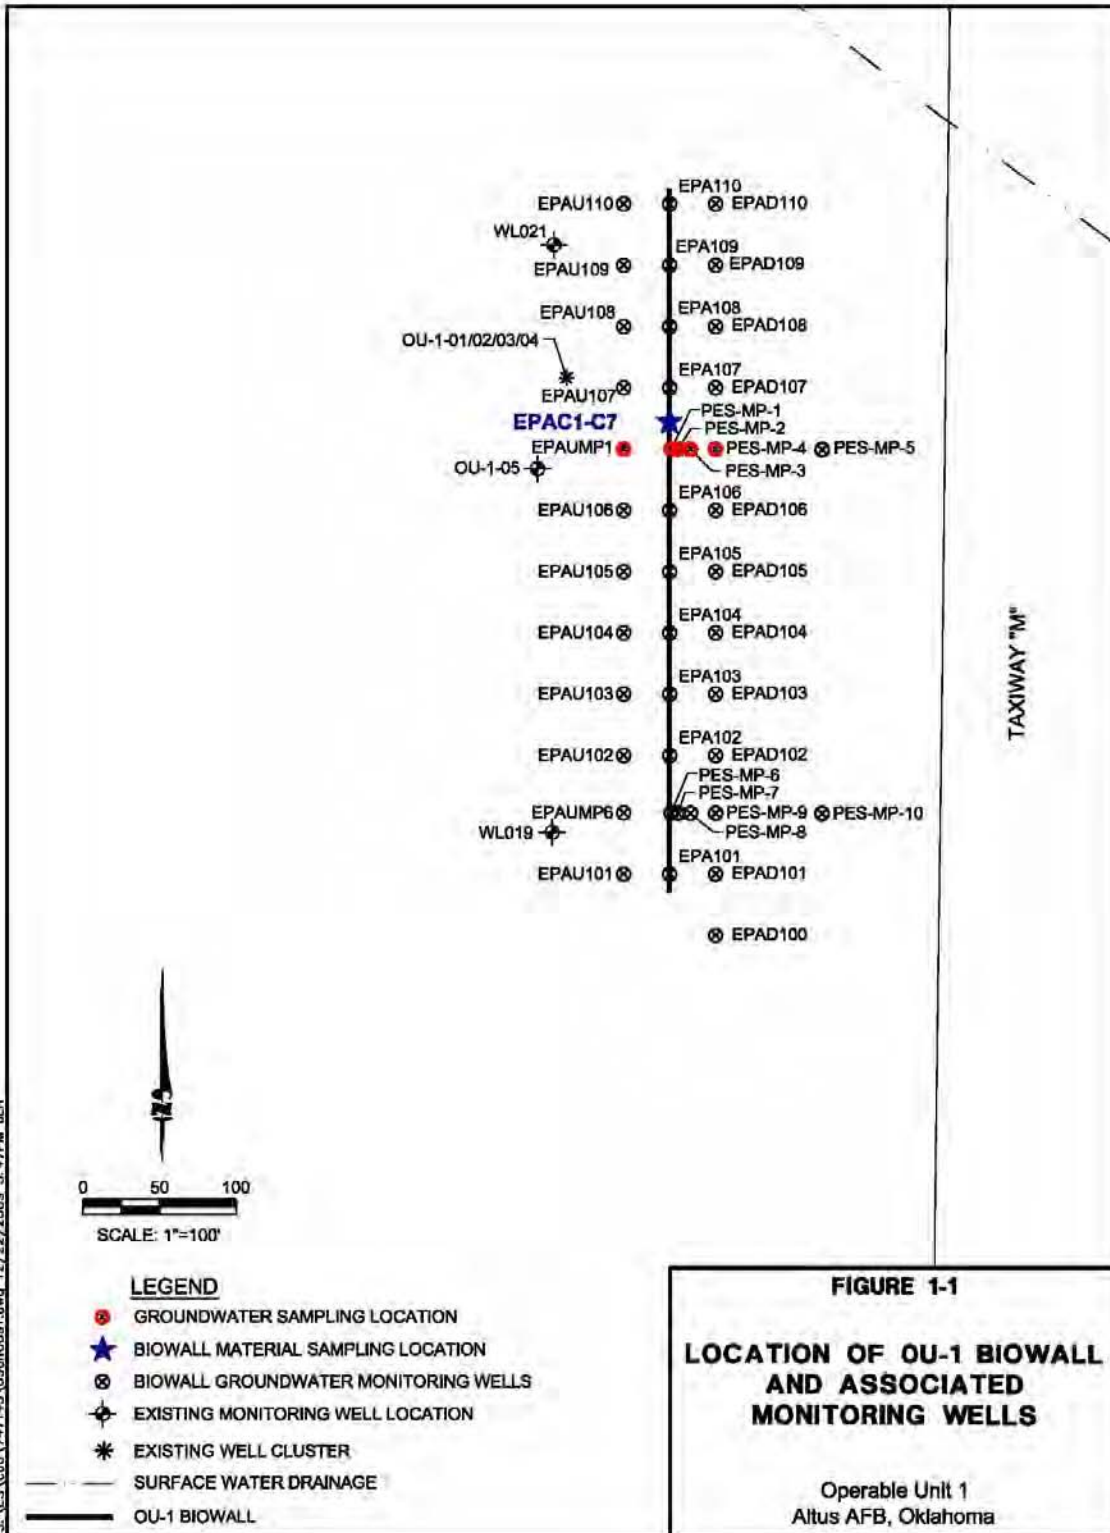 EPA110
EPAU110 EPAD110
WL021
EPA109
EPAU109 EPAD109
EPAU108 EPA108
EPAD108
OU-1-01/02/03/04
EPA107
EPAU107 EPAD107
PES-MP-1
EPAC1-C7
PES-MP-2
EPAUMP1 PES-MP-4 PES-MP-5
OU-1-05 PES-MP-3
EPA106
EPAU106 EPAD106
EPA105
EPAU105 EPAD105
EPA104
EPAU104 EPAD104
EPA103
EPAU103 EPAD103
EPA102
EPAU102 EPAD102
PES-MP-6
PES-MP-7
EPAUMP6 PES-MP-9 PES-MP-10
WL019 PES-MP-8
EPA101
EPAU101 EPAD101
EPAD100
TAXIWAY "M"
N
0 50 100
SCALE: 1"=100'
LEGEND
GROUNDWATER SAMPLING LOCATION
BIOWALL MATERIAL SAMPLING LOCATION
BIOWALL GROUNDWATER MONITORING WELLS
EXISTING MONITORING WELL LOCATION
EXISTING WELL CLUSTER
SURFACE WATER DRAINAGE
OU-1 BIOWALL
FIGURE 1-1
LOCATION OF OU-1 BIOWALL
AND ASSOCIATED
MONITORING WELLS
Operable Unit 1
Altus AFB, Oklahoma